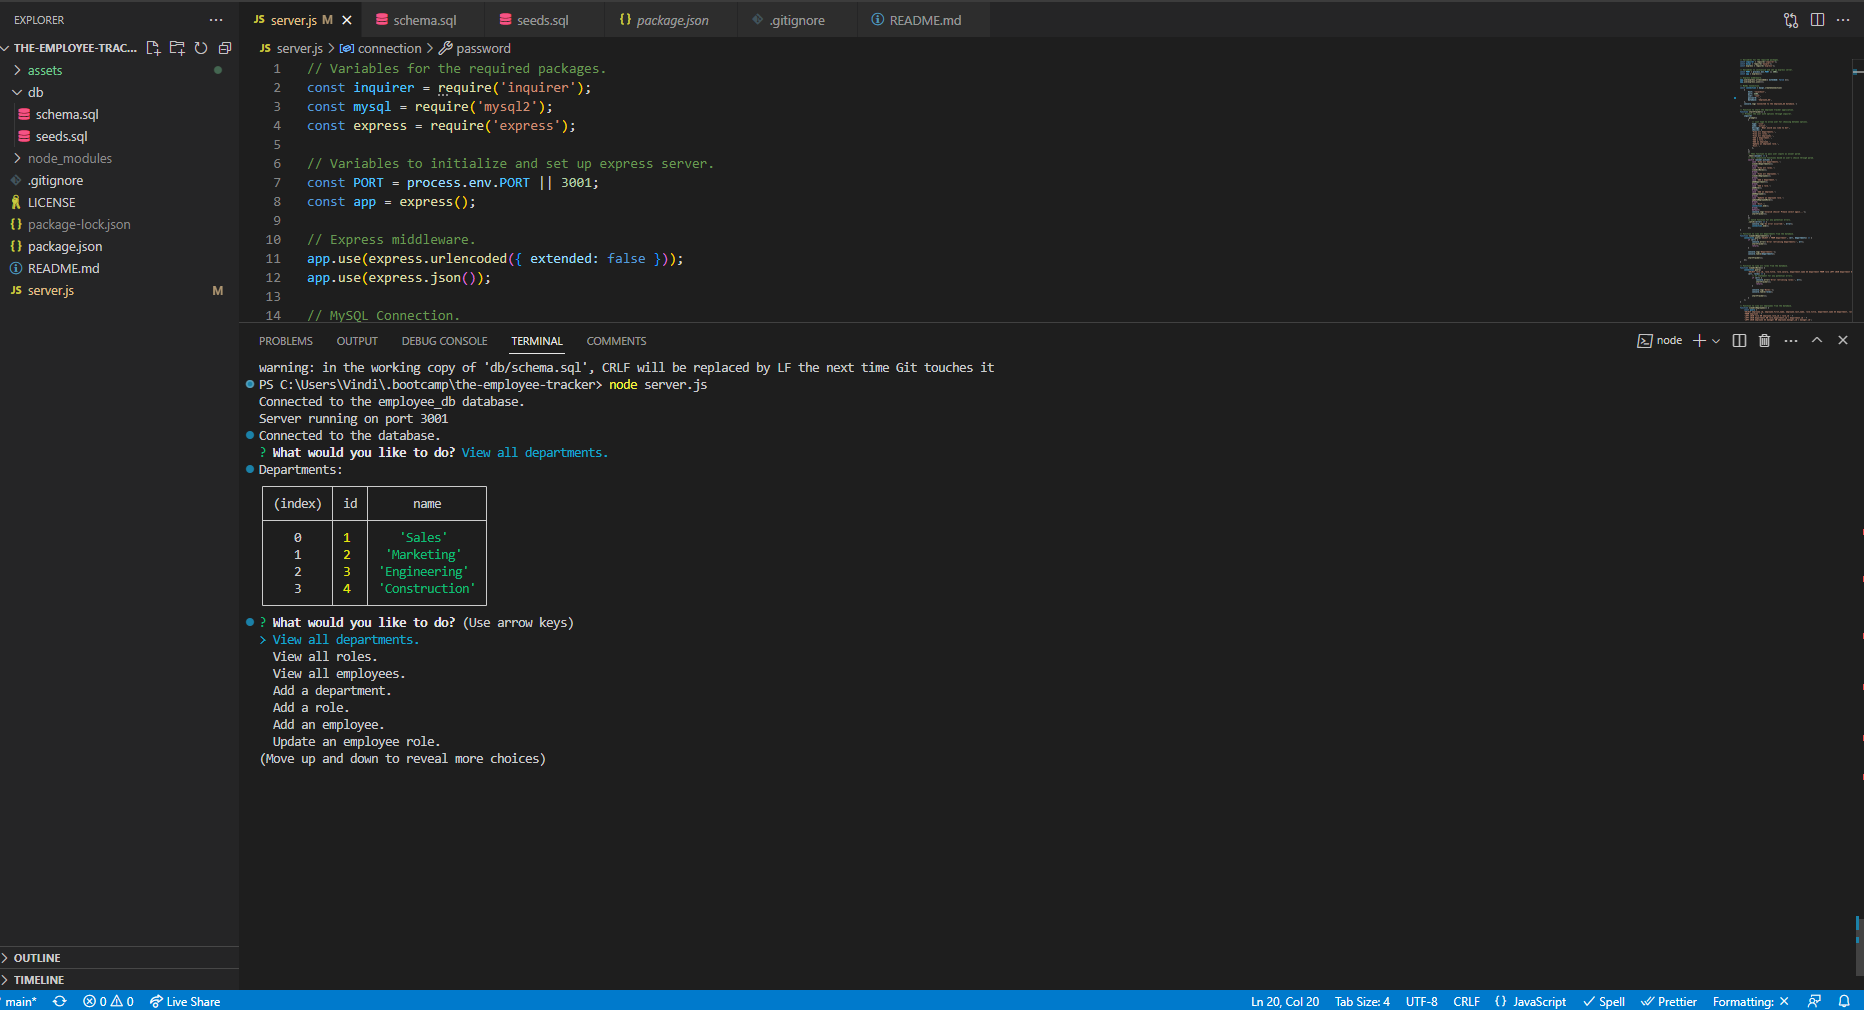 EXPLORER
THE-EMPLOYEE-TRAC...
assets
db
schema.sql
seeds.sql
node_modules
.gitignore
LICENSE
package-lock.json
package.json
README.md
JS server.js M
OUTLINE
TIMELINE
JS server.js M
schema.sql
seeds.sql
{} package.json
.gitignore
README.md
JS server.js > connection > password
1 // Variables for the required packages.
2 const inquirer = require('inquirer');
3 const mysql = require('mysql2');
4 const express = require('express');
5
6 // Variables to initialize and set up express server.
7 const PORT = process.env.PORT || 3001;
8 const app = express();
9
10 // Express middleware.
11 app.use(express.urlencoded({ extended: false }));
12 app.use(express.json());
13
14 // MySQL Connection.
PROBLEMS OUTPUT DEBUG CONSOLE TERMINAL COMMENTS
node
warning: in the working copy of 'db/schema.sql', CRLF will be replaced by LF the next time Git touches it
PS C:\Users\Vindi\.bootcamp\the-employee-tracker> node server.js
Connected to the employee_db database.
Server running on port 3001
Connected to the database.
? What would you like to do? View all departments.
Departments:
(index) id name
0 1 'Sales'
1 2 'Marketing'
2 3 'Engineering'
3 4 'Construction'
? What would you like to do? (Use arrow keys)
> View all departments.
View all roles.
View all employees.
Add a department.
Add a role.
Add an employee.
Update an employee role.
(Move up and down to reveal more choices)
main* 0 0 Live Share
Ln 20, Col 20 Tab Size: 4 UTF-8 CRLF {} JavaScript Spell Prettier Formatting: ×